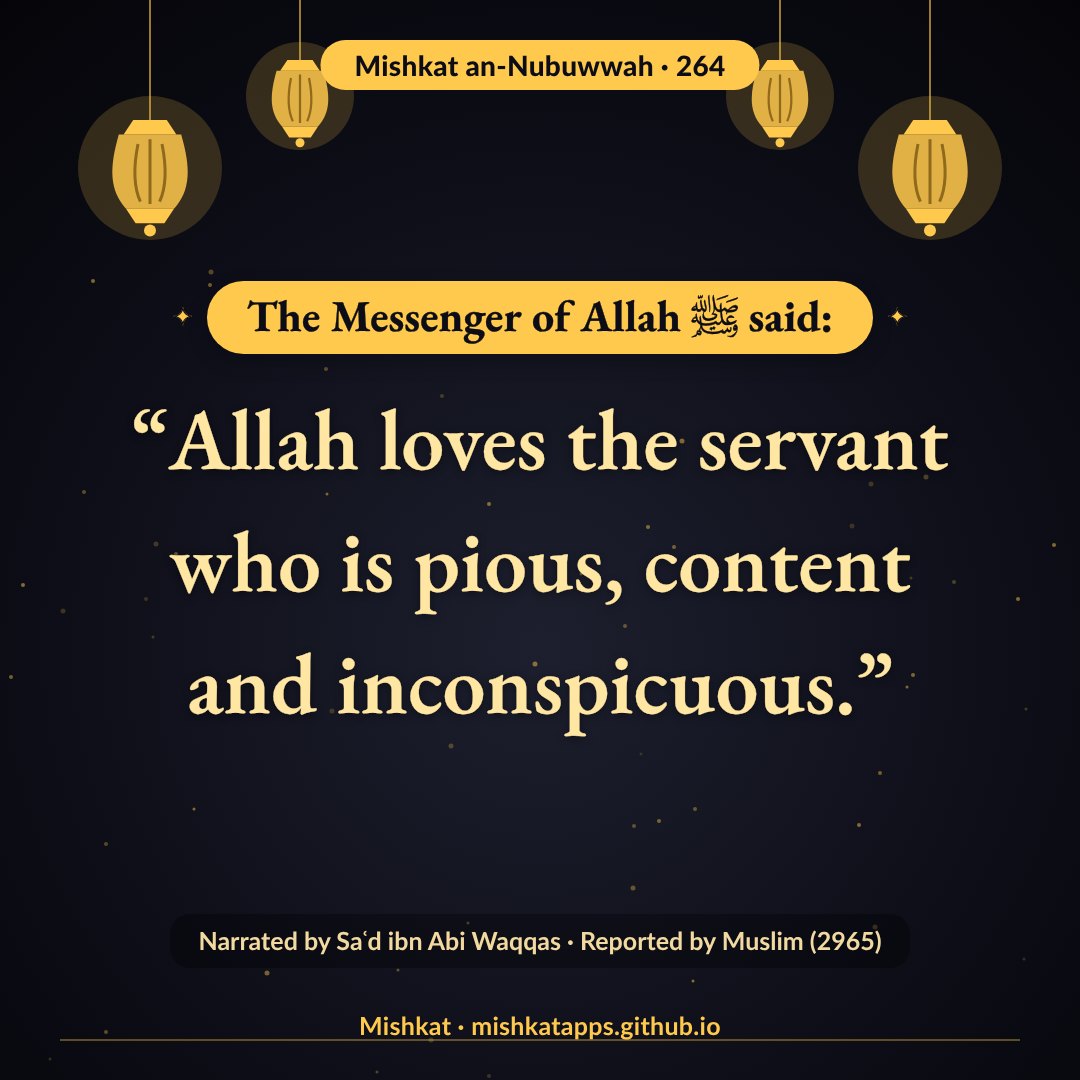 Mishkat an-Nubuwwah · 264
The Messenger of Allah ﷺ said:
“Allah loves the servant
who is pious, content
and inconspicuous.”
Narrated by Saʿd ibn Abi Waqqas · Reported by Muslim (2965)
Mishkat · mishkatapps.github.io